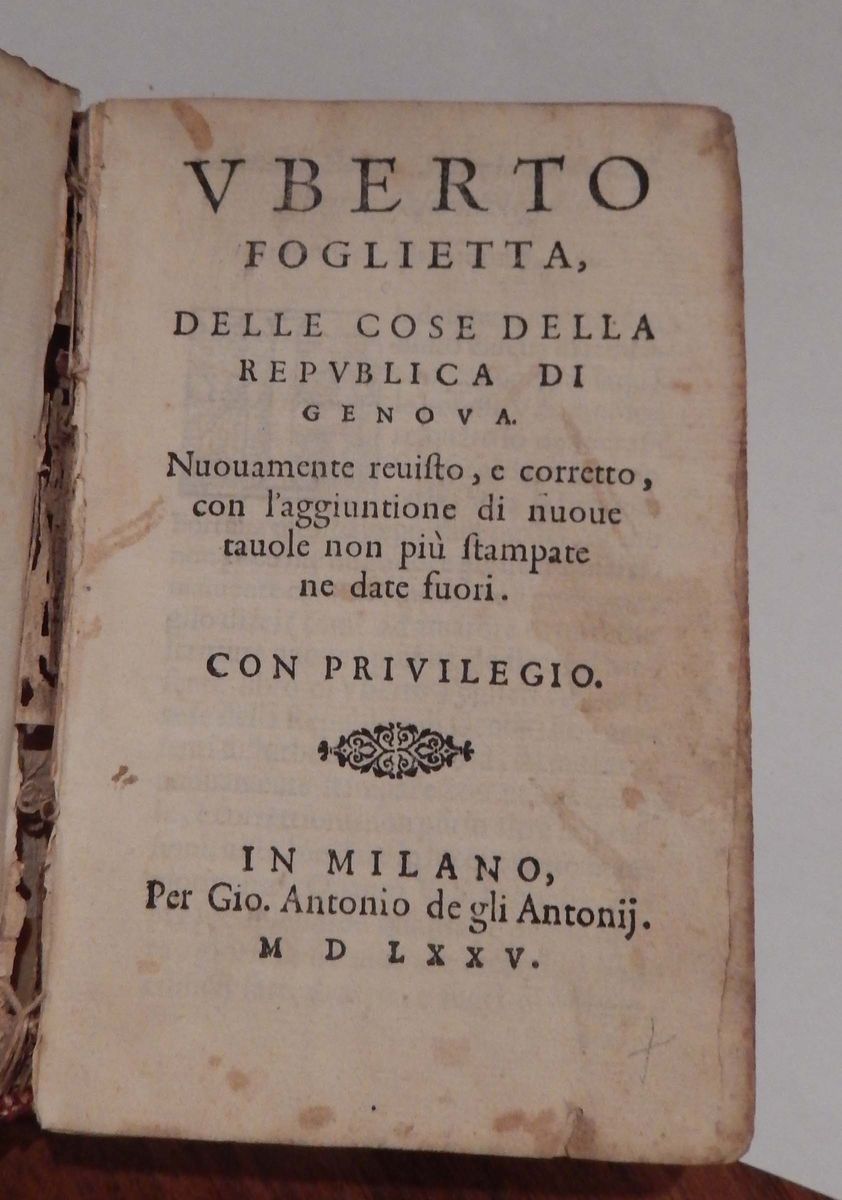 VBERTO
FOGLIETTA,
DELLE COSE DELLA
REPVBLICA DI
GENOVA.
Nuouamente reuiſto, e corretto,
con l'aggiuntione di nuoue
tauole non più ſtampate
ne date fuori.
CON PRIVILEGIO.
IN MILANO,
Per Gio. Antonio de gli Antonij.
M D LXXV.